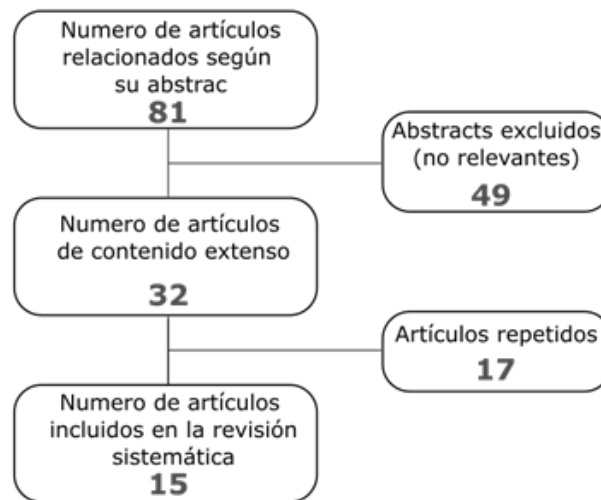 Numero de artículos
relacionados según
su abstrac
81
Abstracts excluidos
(no relevantes)
49
Numero de artículos
de contenido extenso
32
Artículos repetidos
17
Numero de artículos
incluidos en la revisión
sistemática
15